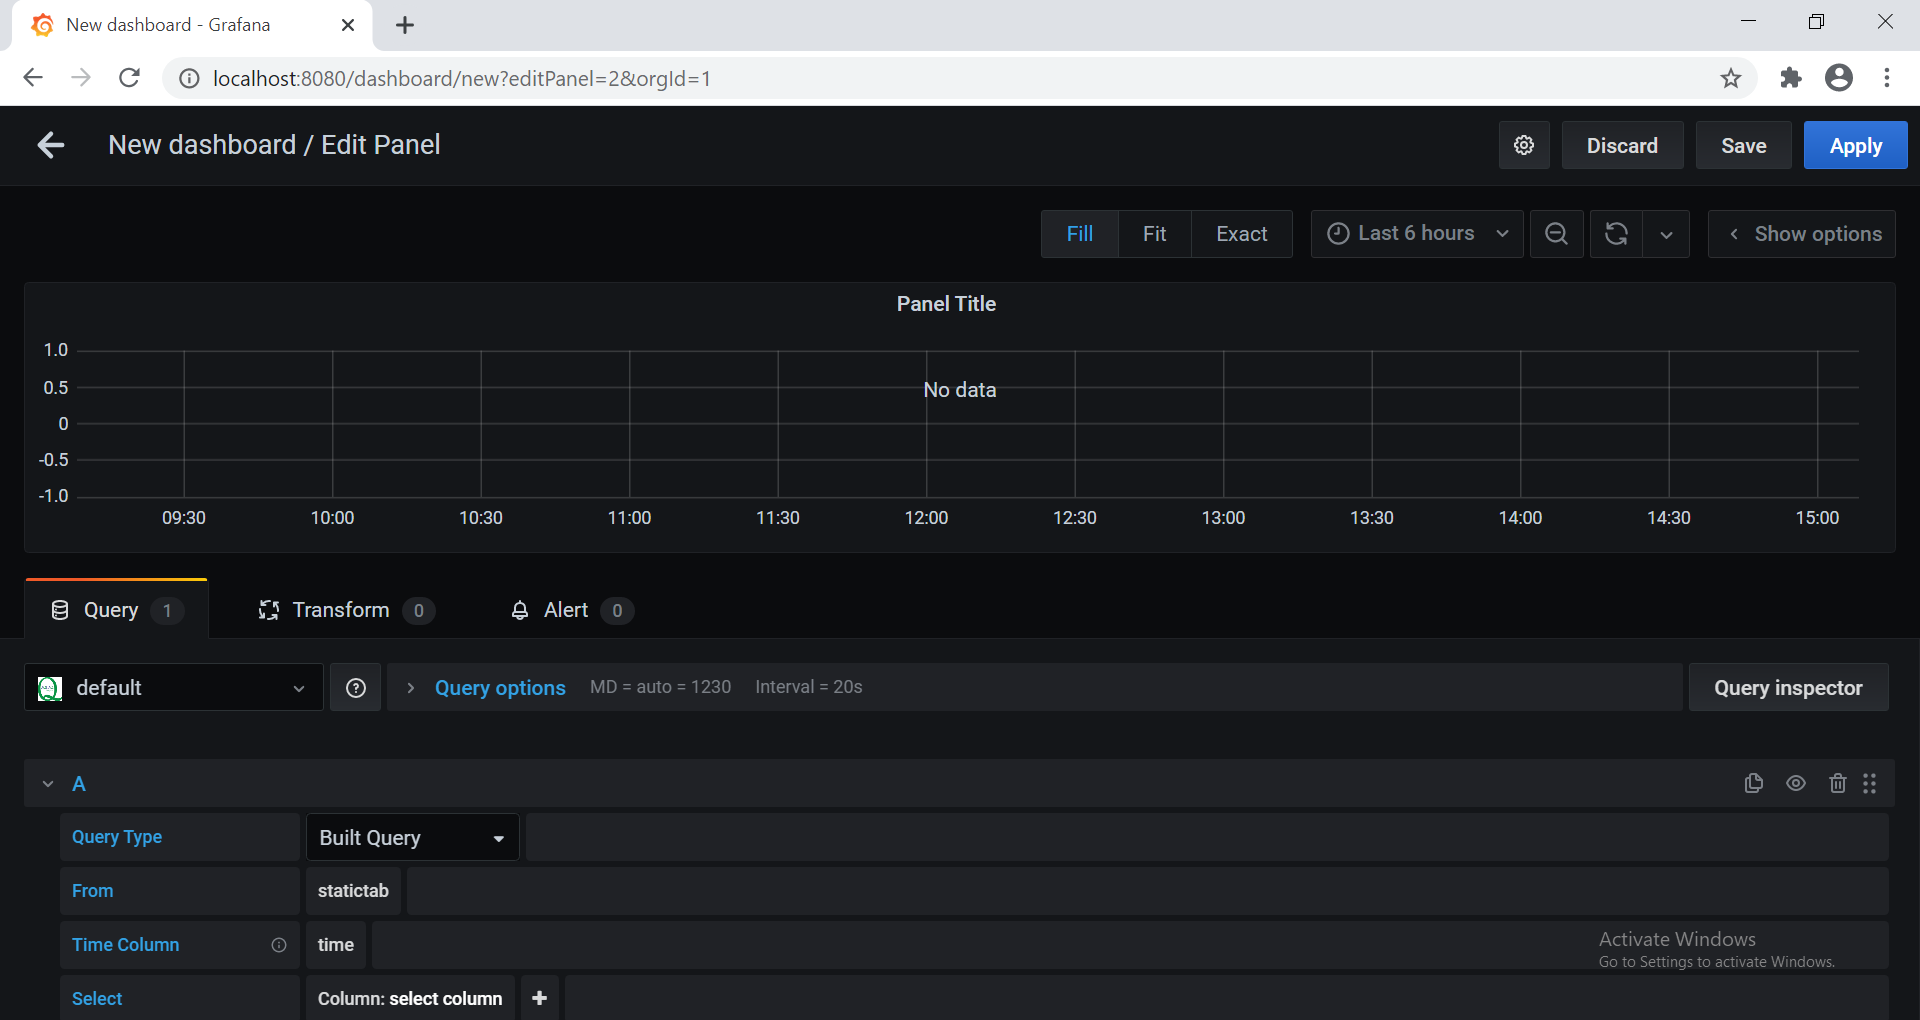 New dashboard - Grafana
localhost:8080/dashboard/new?editPanel=2&orgId=1
New dashboard / Edit Panel
Discard
Save
Apply
Fill
Fit
Exact
Last 6 hours
Show options
Panel Title
1.0
0.5
No data
0
-0.5
-1.0
09:30 10:00 10:30 11:00 11:30 12:00 12:30 13:00 13:30 14:00 14:30 15:00
Query 1
Transform 0
Alert 0
default
Query options MD = auto = 1230 Interval = 20s
Query inspector
A
Query Type Built Query
From statictab
Time Column time
Activate Windows
Go to Settings to activate Windows.
Select Column: select column +